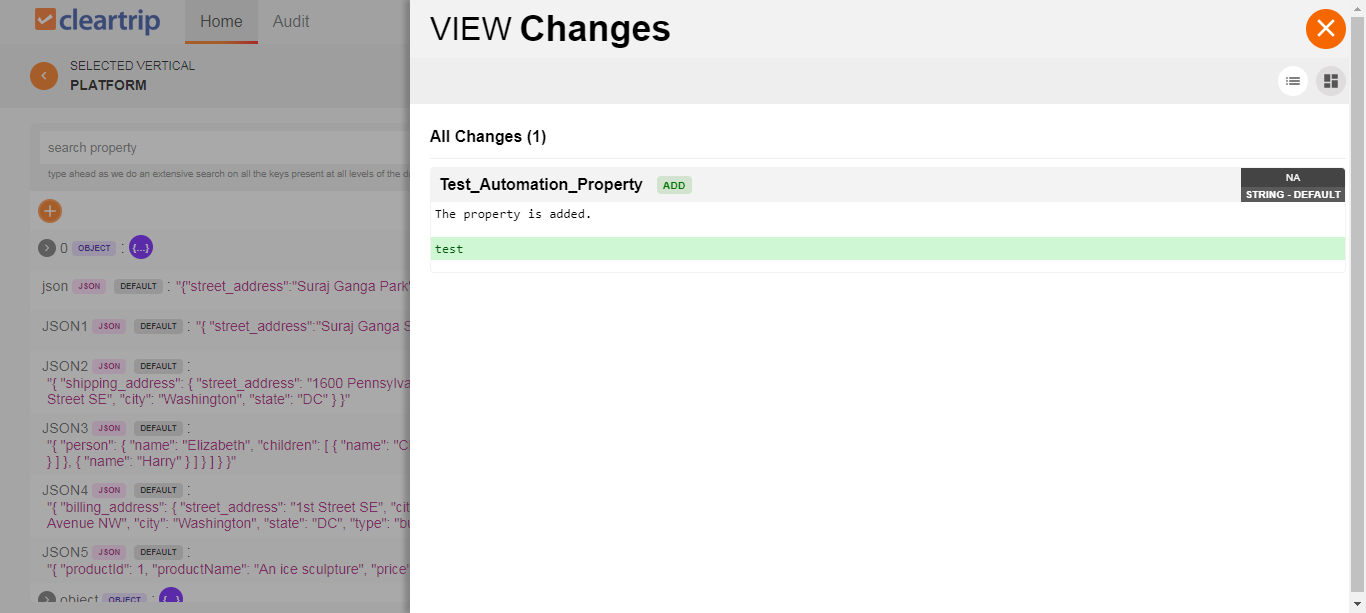 cleartrip
Home
Audit
SELECTED VERTICAL
PLATFORM
search property
type ahead as we do an extensive search on all the keys present at all levels of the
0 OBJECT : {...}
json JSON DEFAULT : "{"street_address":"Suraj Ganga Park"
JSON1 JSON DEFAULT : "{ "street_address":"Suraj Ganga
JSON2 JSON DEFAULT :
"{ "shipping_address": { "street_address": "1600
Street SE", "city": "Washington", "state": "DC" } }"
JSON3 JSON DEFAULT :
"{ "person": { "name": "Elizabeth", "children": [ { "name":
} ] }, { "name": "Harry" } ] } ] } }"
JSON4 JSON DEFAULT :
"{ "billing_address": { "street_address": "1st Street SE",
Avenue NW", "city": "Washington", "state": "DC", "type":
JSON5 JSON DEFAULT :
"{ "productId": 1, "productName": "An ice sculpture", "price"
object OBJECT : {...}
VIEW Changes
All Changes (1)
Test_Automation_Property ADD
NA
STRING - DEFAULT
The property is added.
test